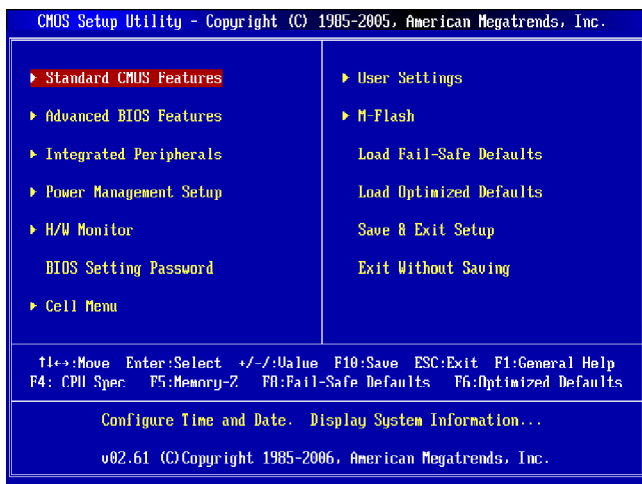 CMOS Setup Utility - Copyright (C) 1985-2005, American Megatrends, Inc.
Standard CMOS Features
Advanced BIOS Features
Integrated Peripherals
Power Management Setup
H/W Monitor
BIOS Setting Password
Cell Menu
User Settings
M-Flash
Load Fail-Safe Defaults
Load Optimized Defaults
Save & Exit Setup
Exit Without Saving
↑↓←→:Move Enter:Select +/-/:Value F10:Save ESC:Exit F1:General Help
F4: CPU Spec F5:Memory-Z F8:Fail-Safe Defaults F6:Optimized Defaults
Configure Time and Date. Display System Information...
v02.61 (C)Copyright 1985-2006, American Megatrends, Inc.